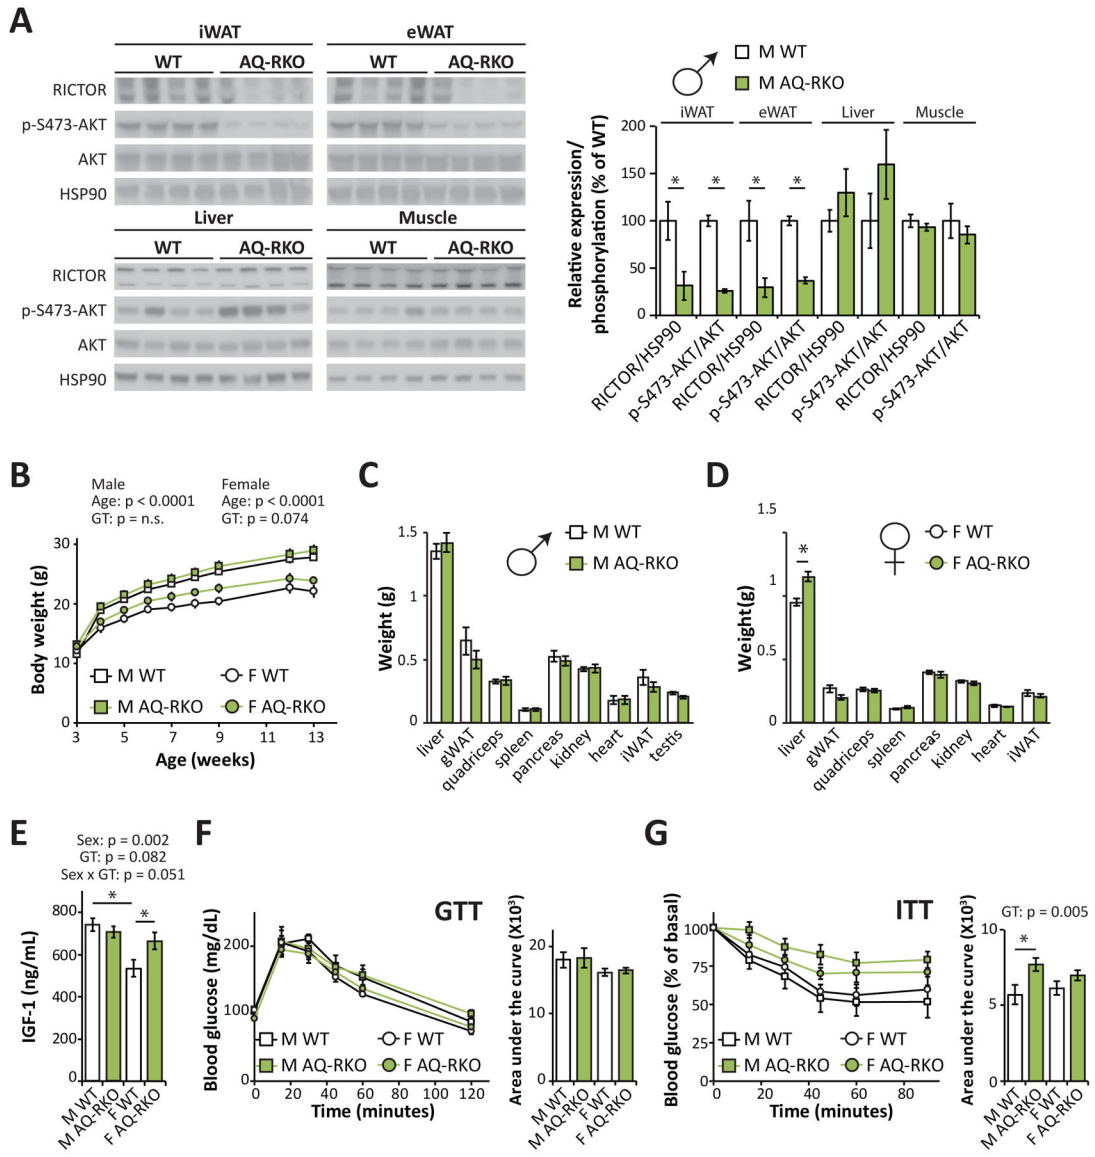 A
iWAT
eWAT
WT
AQ-RKO
WT
AQ-RKO
RICTOR
p-S473-AKT
AKT
HSP90
Liver
Muscle
WT
AQ-RKO
WT
AQ-RKO
RICTOR
p-S473-AKT
AKT
HSP90
M WT
M AQ-RKO
iWAT
eWAT
Liver
Muscle
Relative expression/
phosphorylation (% of WT)
200
150
100
50
0
* * * *
RICTOR/HSP90
p-S473-AKT/AKT
RICTOR/HSP90
p-S473-AKT/AKT
RICTOR/HSP90
p-S473-AKT/AKT
RICTOR/HSP90
p-S473-AKT/AKT
B
Male
Age: p < 0.0001
GT: p = n.s.
Female
Age: p < 0.0001
GT: p = 0.074
Body weight (g)
30
20
10
0
M WT
F WT
M AQ-RKO
F AQ-RKO
3 5 7 9 11 13
Age (weeks)
C
M WT
M AQ-RKO
Weight (g)
1.5
1
0.5
0
liver
gWAT
quadriceps
spleen
pancreas
kidney
heart
iWAT
testis
D
F WT
F AQ-RKO
Weight(g)
1.5
1
0.5
0
*
liver
gWAT
quadriceps
spleen
pancreas
kidney
heart
iWAT
E
Sex: p = 0.002
GT: p = 0.082
Sex x GT: p = 0.051
IGF-1 (ng/mL)
800
600
400
200
0
*
*
M WT
M AQ-RKO
F WT
F AQ-RKO
F
GTT
Blood glucose (mg/dL)
200
100
0
M WT
F WT
M AQ-RKO
F AQ-RKO
0 20 40 60 80 100 120
Time (minutes)
Area under the curve (X10³)
20
10
0
M WT
M AQ-RKO
F WT
F AQ-RKO
G
ITT
Blood glucose (% of basal)
100
75
50
25
0
M WT
F WT
M AQ-RKO
F AQ-RKO
0 20 40 60 80
Time (minutes)
GT: p = 0.005
Area under the curve (X10³)
10
5
0
*
M WT
M AQ-RKO
F WT
F AQ-RKO